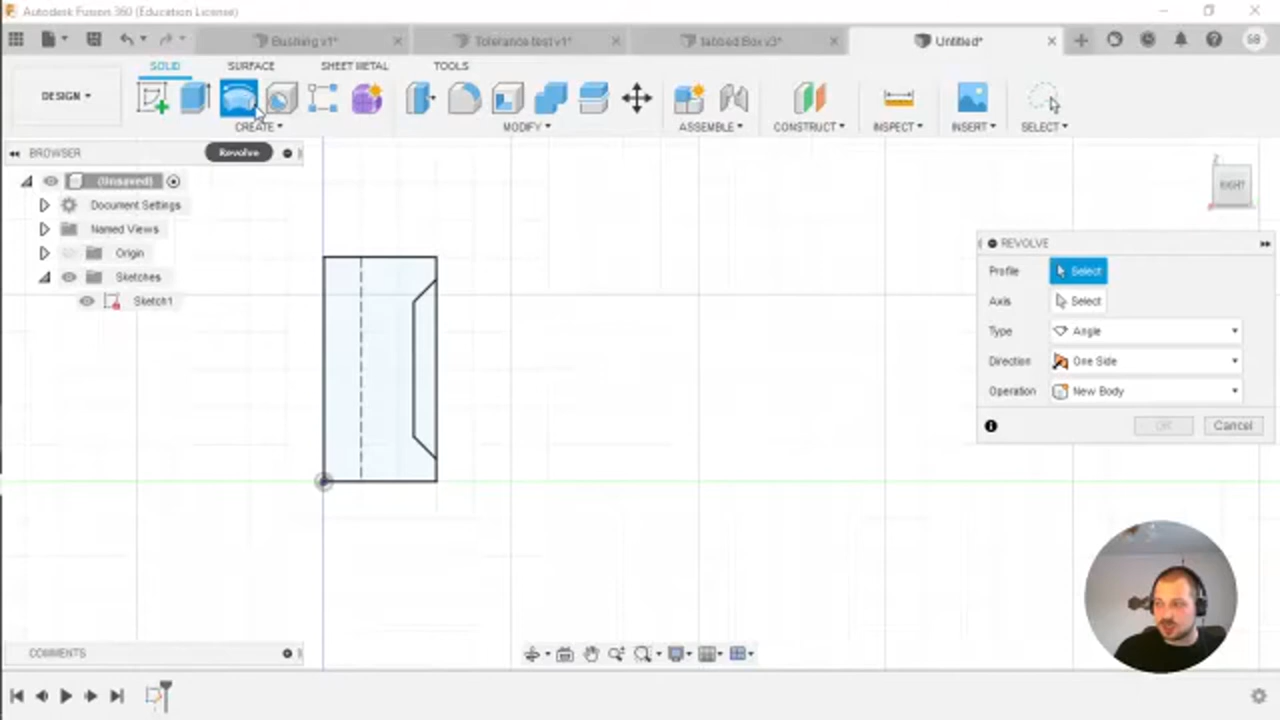 Autodesk Fusion 360 (Education License)
Bushing v1*
Tolerance test v1*
Tabbed Box v3*
Untitled*
SB
SOLID
SURFACE
SHEET METAL
TOOLS
DESIGN
CREATE
MODIFY
ASSEMBLE
CONSTRUCT
INSPECT
INSERT
SELECT
BROWSER
Revolve
(Unsaved)
Document Settings
Named Views
Origin
Sketches
Sketch1
Z
RIGHT
REVOLVE
Profile Select
Axis Select
Type Angle
Direction One Side
Operation New Body
OK Cancel
COMMENTS